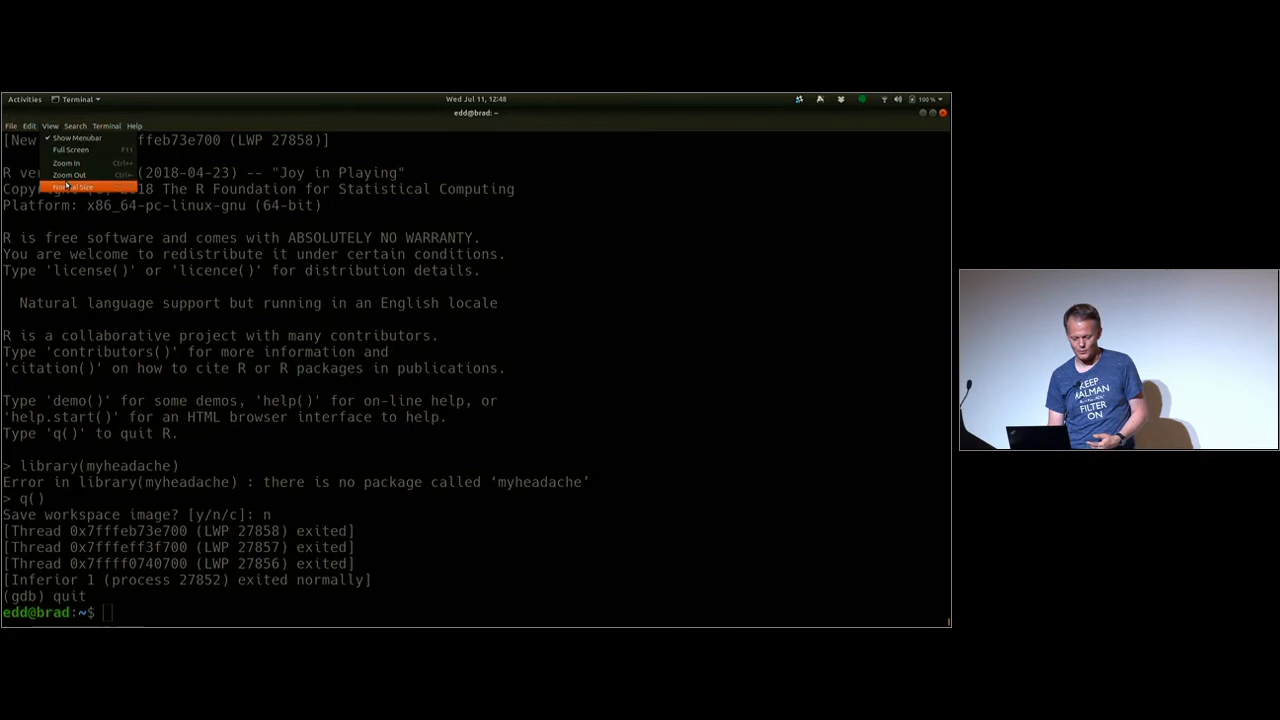 Activities
Terminal
Wed Jul 11, 12:48
100 %
edd@brad: ~
File Edit View Search Terminal Help
Show Menubar
Full Screen F11
Zoom In Ctrl++
Zoom Out Ctrl+-
Normal Size
[New ffeb73e700 (LWP 27858)]
R ver (2018-04-23) -- "Joy in Playing"
Copyr 2018 The R Foundation for Statistical Computing
Platform: x86_64-pc-linux-gnu (64-bit)
R is free software and comes with ABSOLUTELY NO WARRANTY.
You are welcome to redistribute it under certain conditions.
Type 'license()' or 'licence()' for distribution details.
Natural language support but running in an English locale
R is a collaborative project with many contributors.
Type 'contributors()' for more information and
'citation()' on how to cite R or R packages in publications.
Type 'demo()' for some demos, 'help()' for on-line help, or
'help.start()' for an HTML browser interface to help.
Type 'q()' to quit R.
> library(myheadache)
Error in library(myheadache) : there is no package called ‘myheadache’
> q()
Save workspace image? [y/n/c]: n
[Thread 0x7fffeb73e700 (LWP 27858) exited]
[Thread 0x7fffeff3f700 (LWP 27857) exited]
[Thread 0x7ffff0740700 (LWP 27856) exited]
[Inferior 1 (process 27852) exited normally]
(gdb) quit
edd@brad:~$
KEEP
KALMAN
FILTER
ON